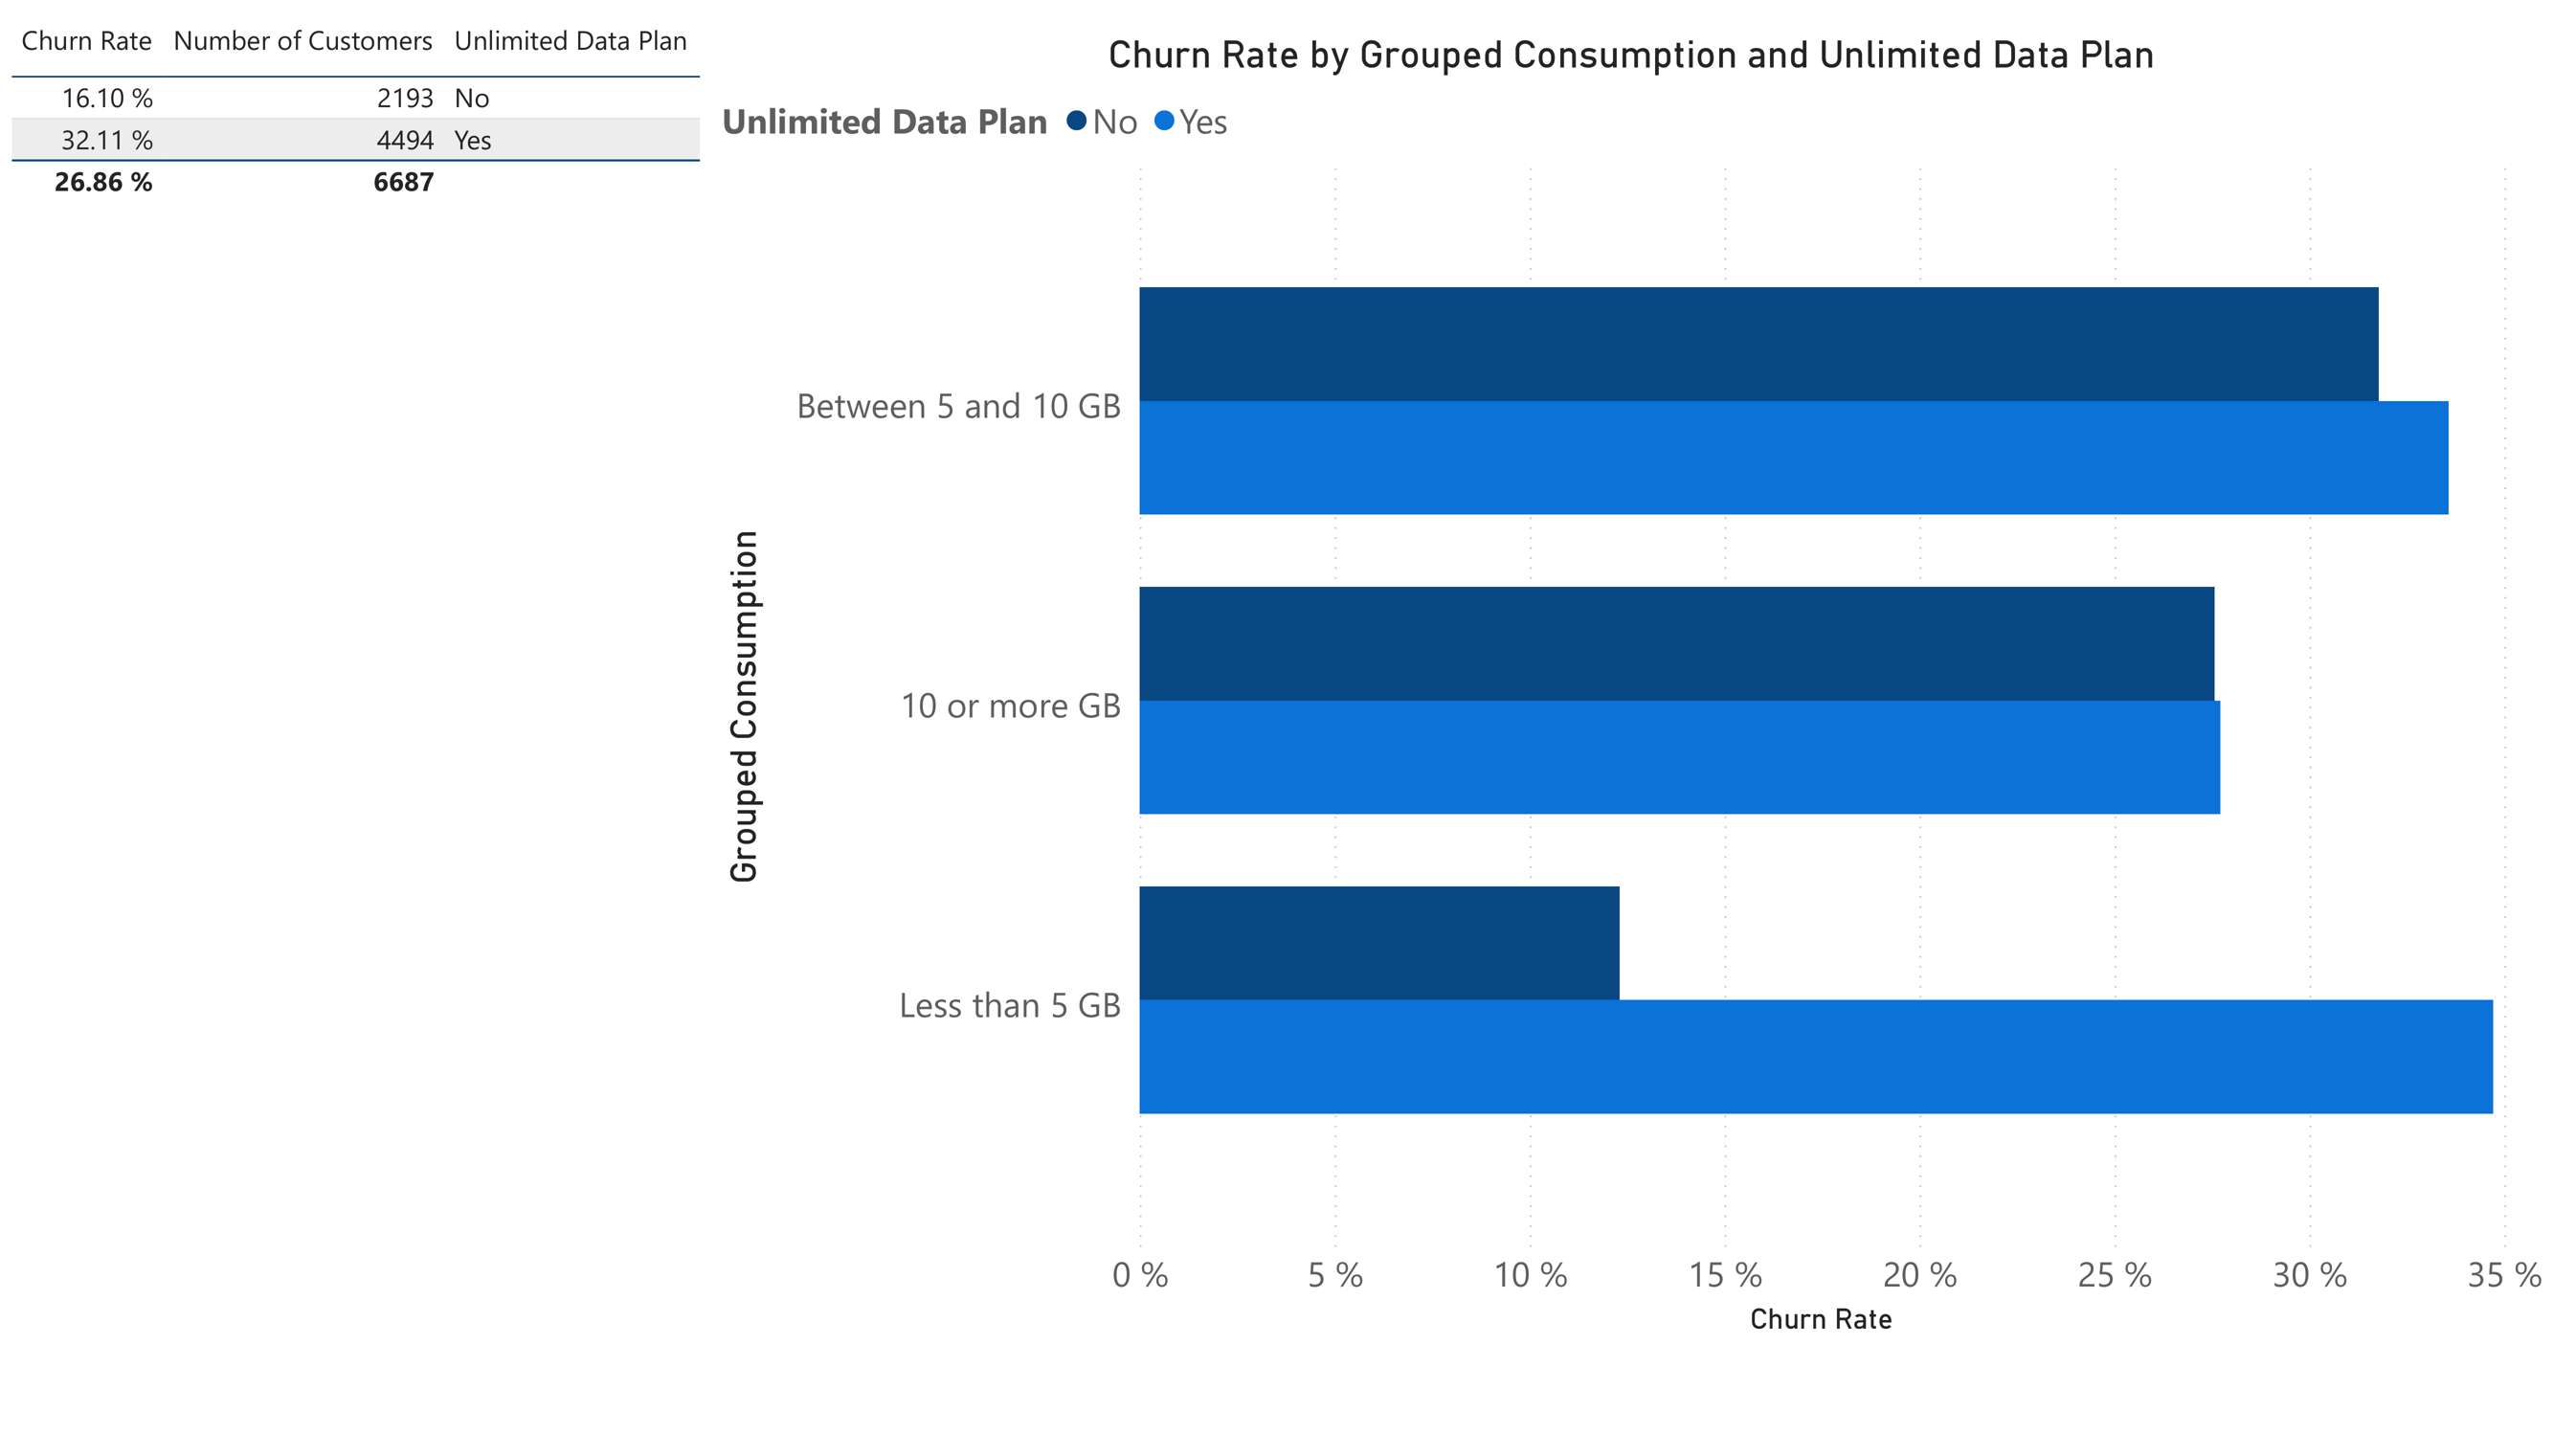 Churn Rate Number of Customers Unlimited Data Plan
16.10 % 2193 No
32.11 % 4494 Yes
26.86 % 6687
Churn Rate by Grouped Consumption and Unlimited Data Plan
Unlimited Data Plan No Yes
Grouped Consumption
Between 5 and 10 GB
10 or more GB
Less than 5 GB
0 % 5 % 10 % 15 % 20 % 25 % 30 % 35 %
Churn Rate